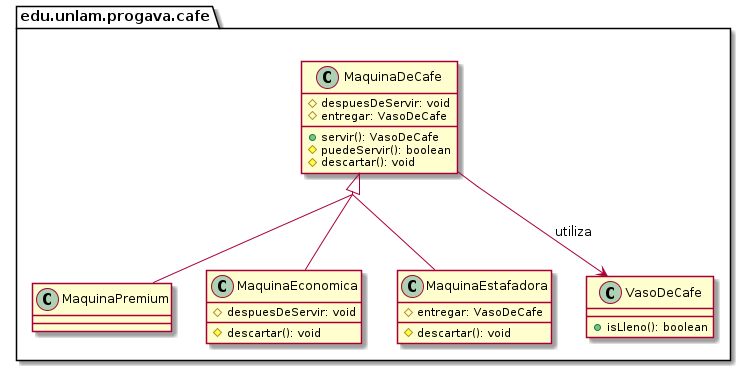 edu.unlam.progava.cafe
C MaquinaDeCafe
despuesDeServir: void
entregar: VasoDeCafe
servir(): VasoDeCafe
puedeServir(): boolean
descartar(): void
utiliza
C MaquinaPremium
C MaquinaEconomica
despuesDeServir: void
descartar(): void
C MaquinaEstafadora
entregar: VasoDeCafe
descartar(): void
C VasoDeCafe
isLleno(): boolean